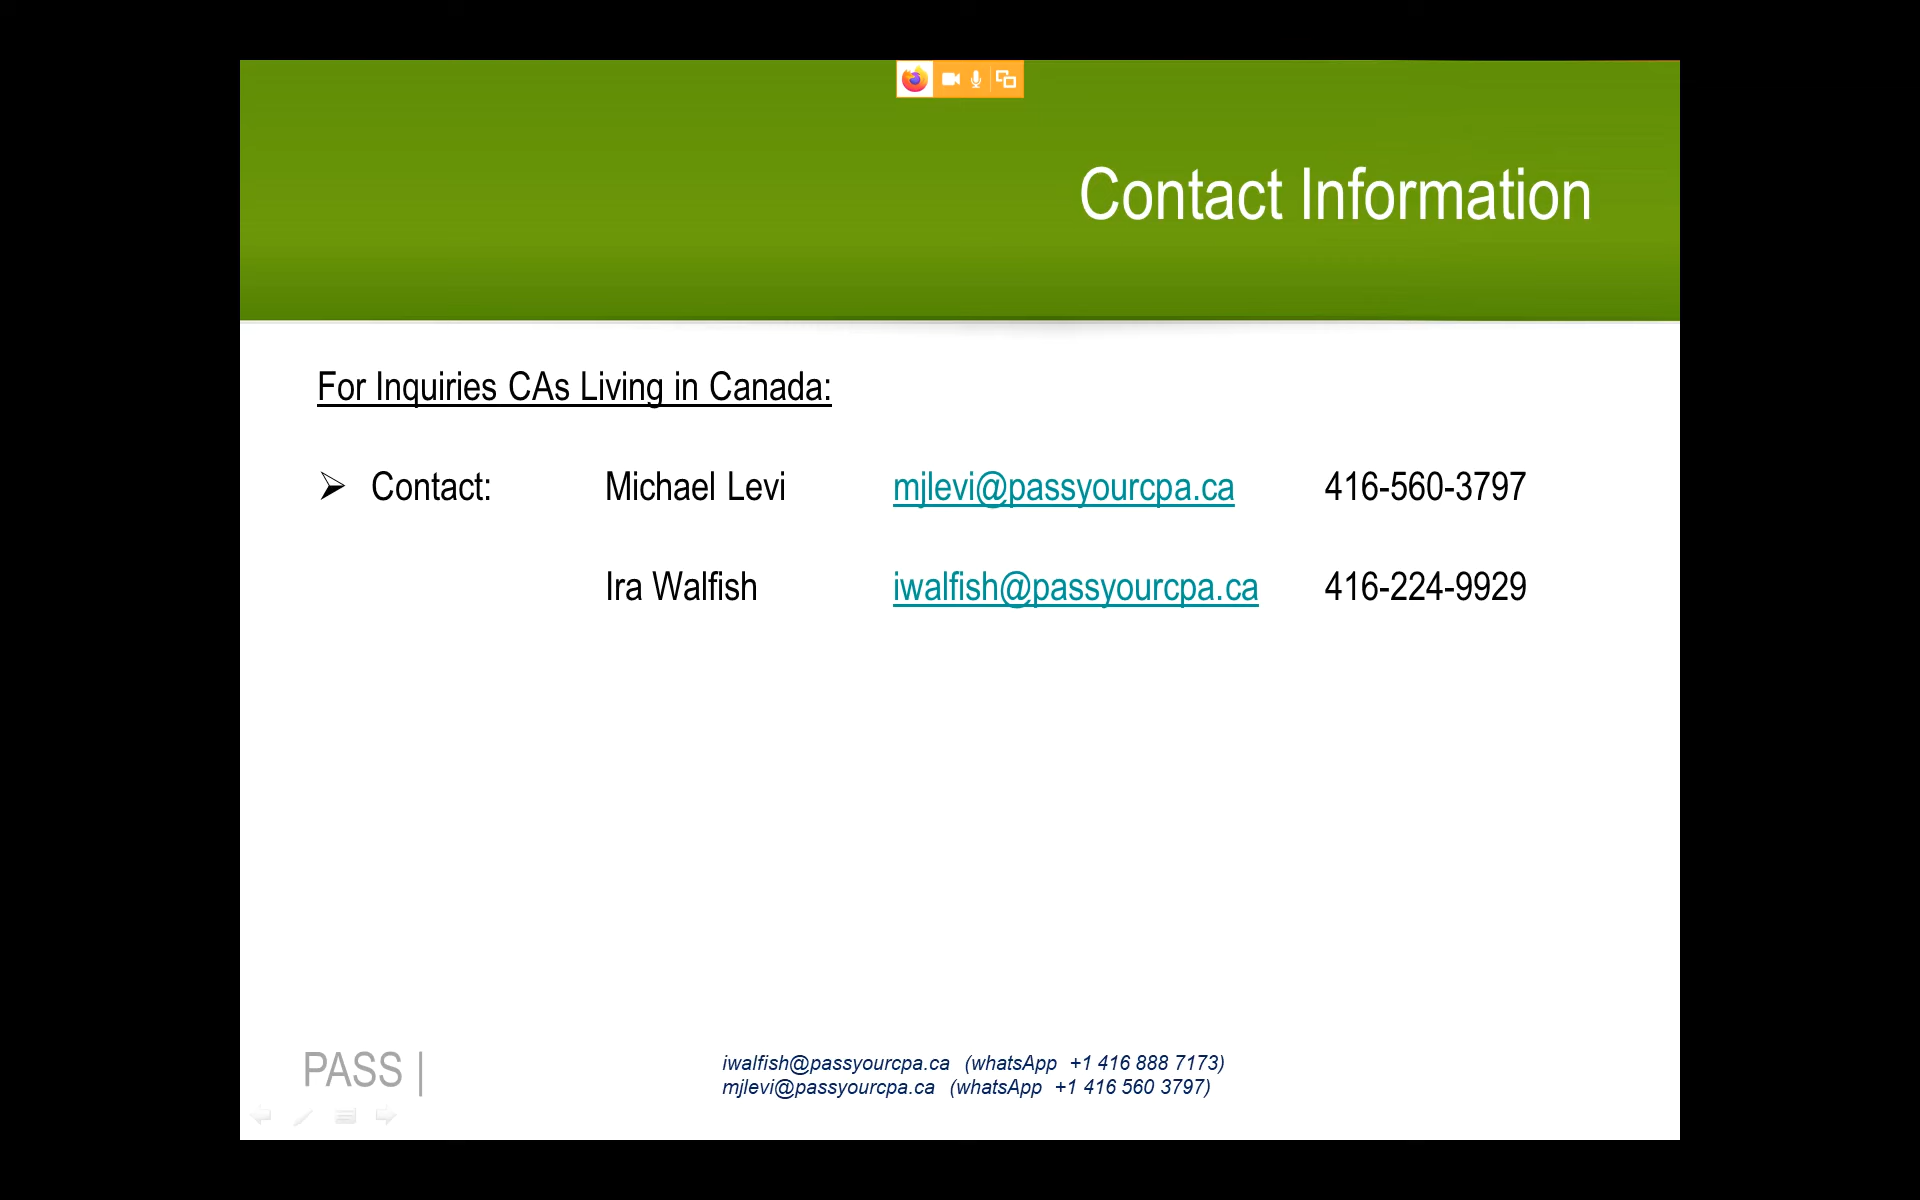 Contact Information
For Inquiries CAs Living in Canada:
➢ Contact: Michael Levi mjlevi@passyourcpa.ca 416-560-3797
Ira Walfish iwalfish@passyourcpa.ca 416-224-9929
PASS |
iwalfish@passyourcpa.ca (whatsApp +1 416 888 7173)
mjlevi@passyourcpa.ca (whatsApp +1 416 560 3797)